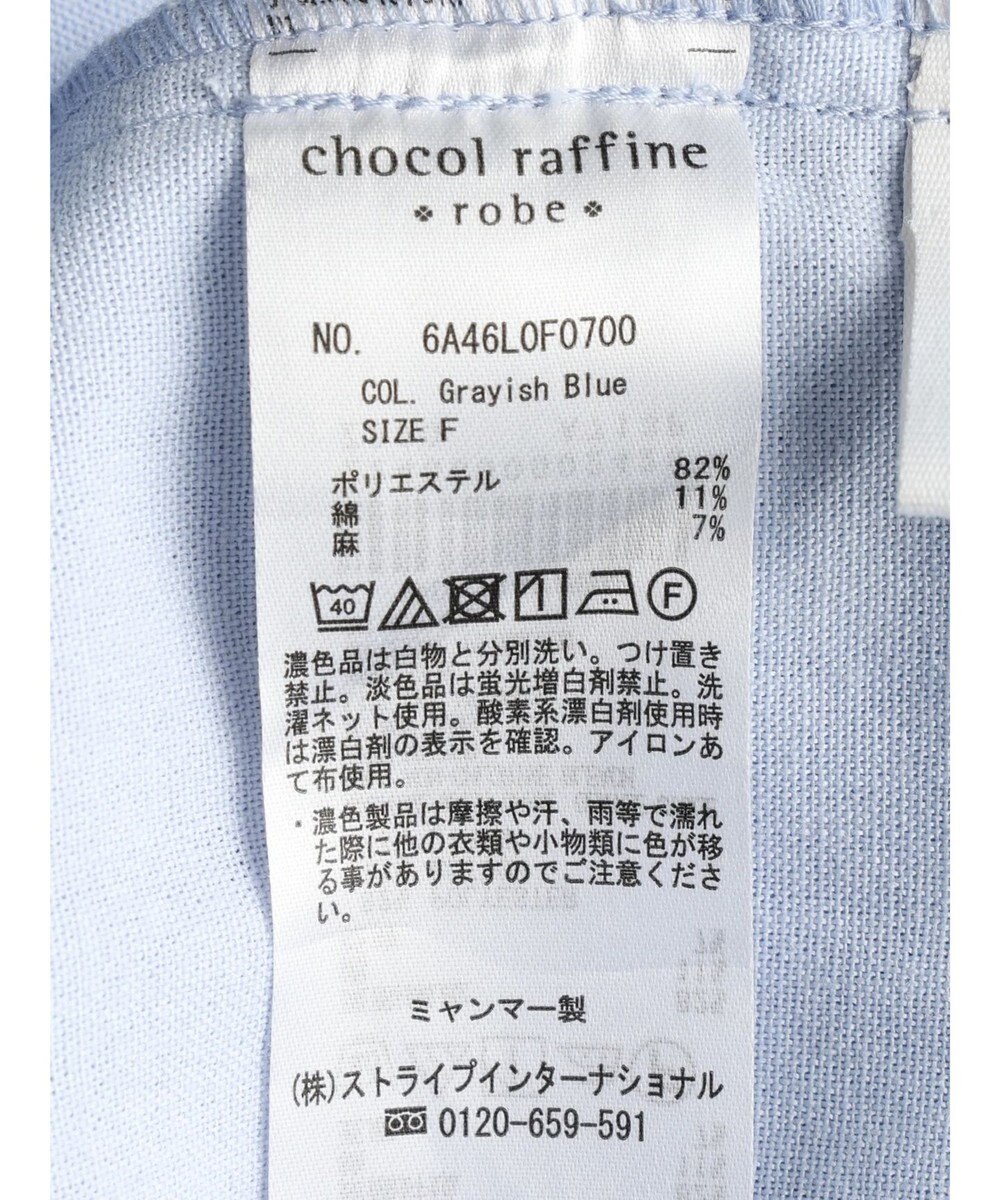 chocol raffine
robe
NO. 6A46L0F0700
COL. Grayish Blue
SIZE F
ポリエステル 82%
綿 11%
麻 7%
40 F
濃色品は白物と分別洗い。つけ置き
禁止。淡色品は蛍光増白剤禁止。洗
濯ネット使用。酸素系漂白剤使用時
は漂白剤の表示を確認。アイロンあ
て布使用。
・濃色製品は摩擦や汗、雨等で濡れ
た際に他の衣類や小物類に色が移
る事がありますのでご注意くださ
い。
ミャンマー製
(株)ストライプインターナショナル
0120-659-591